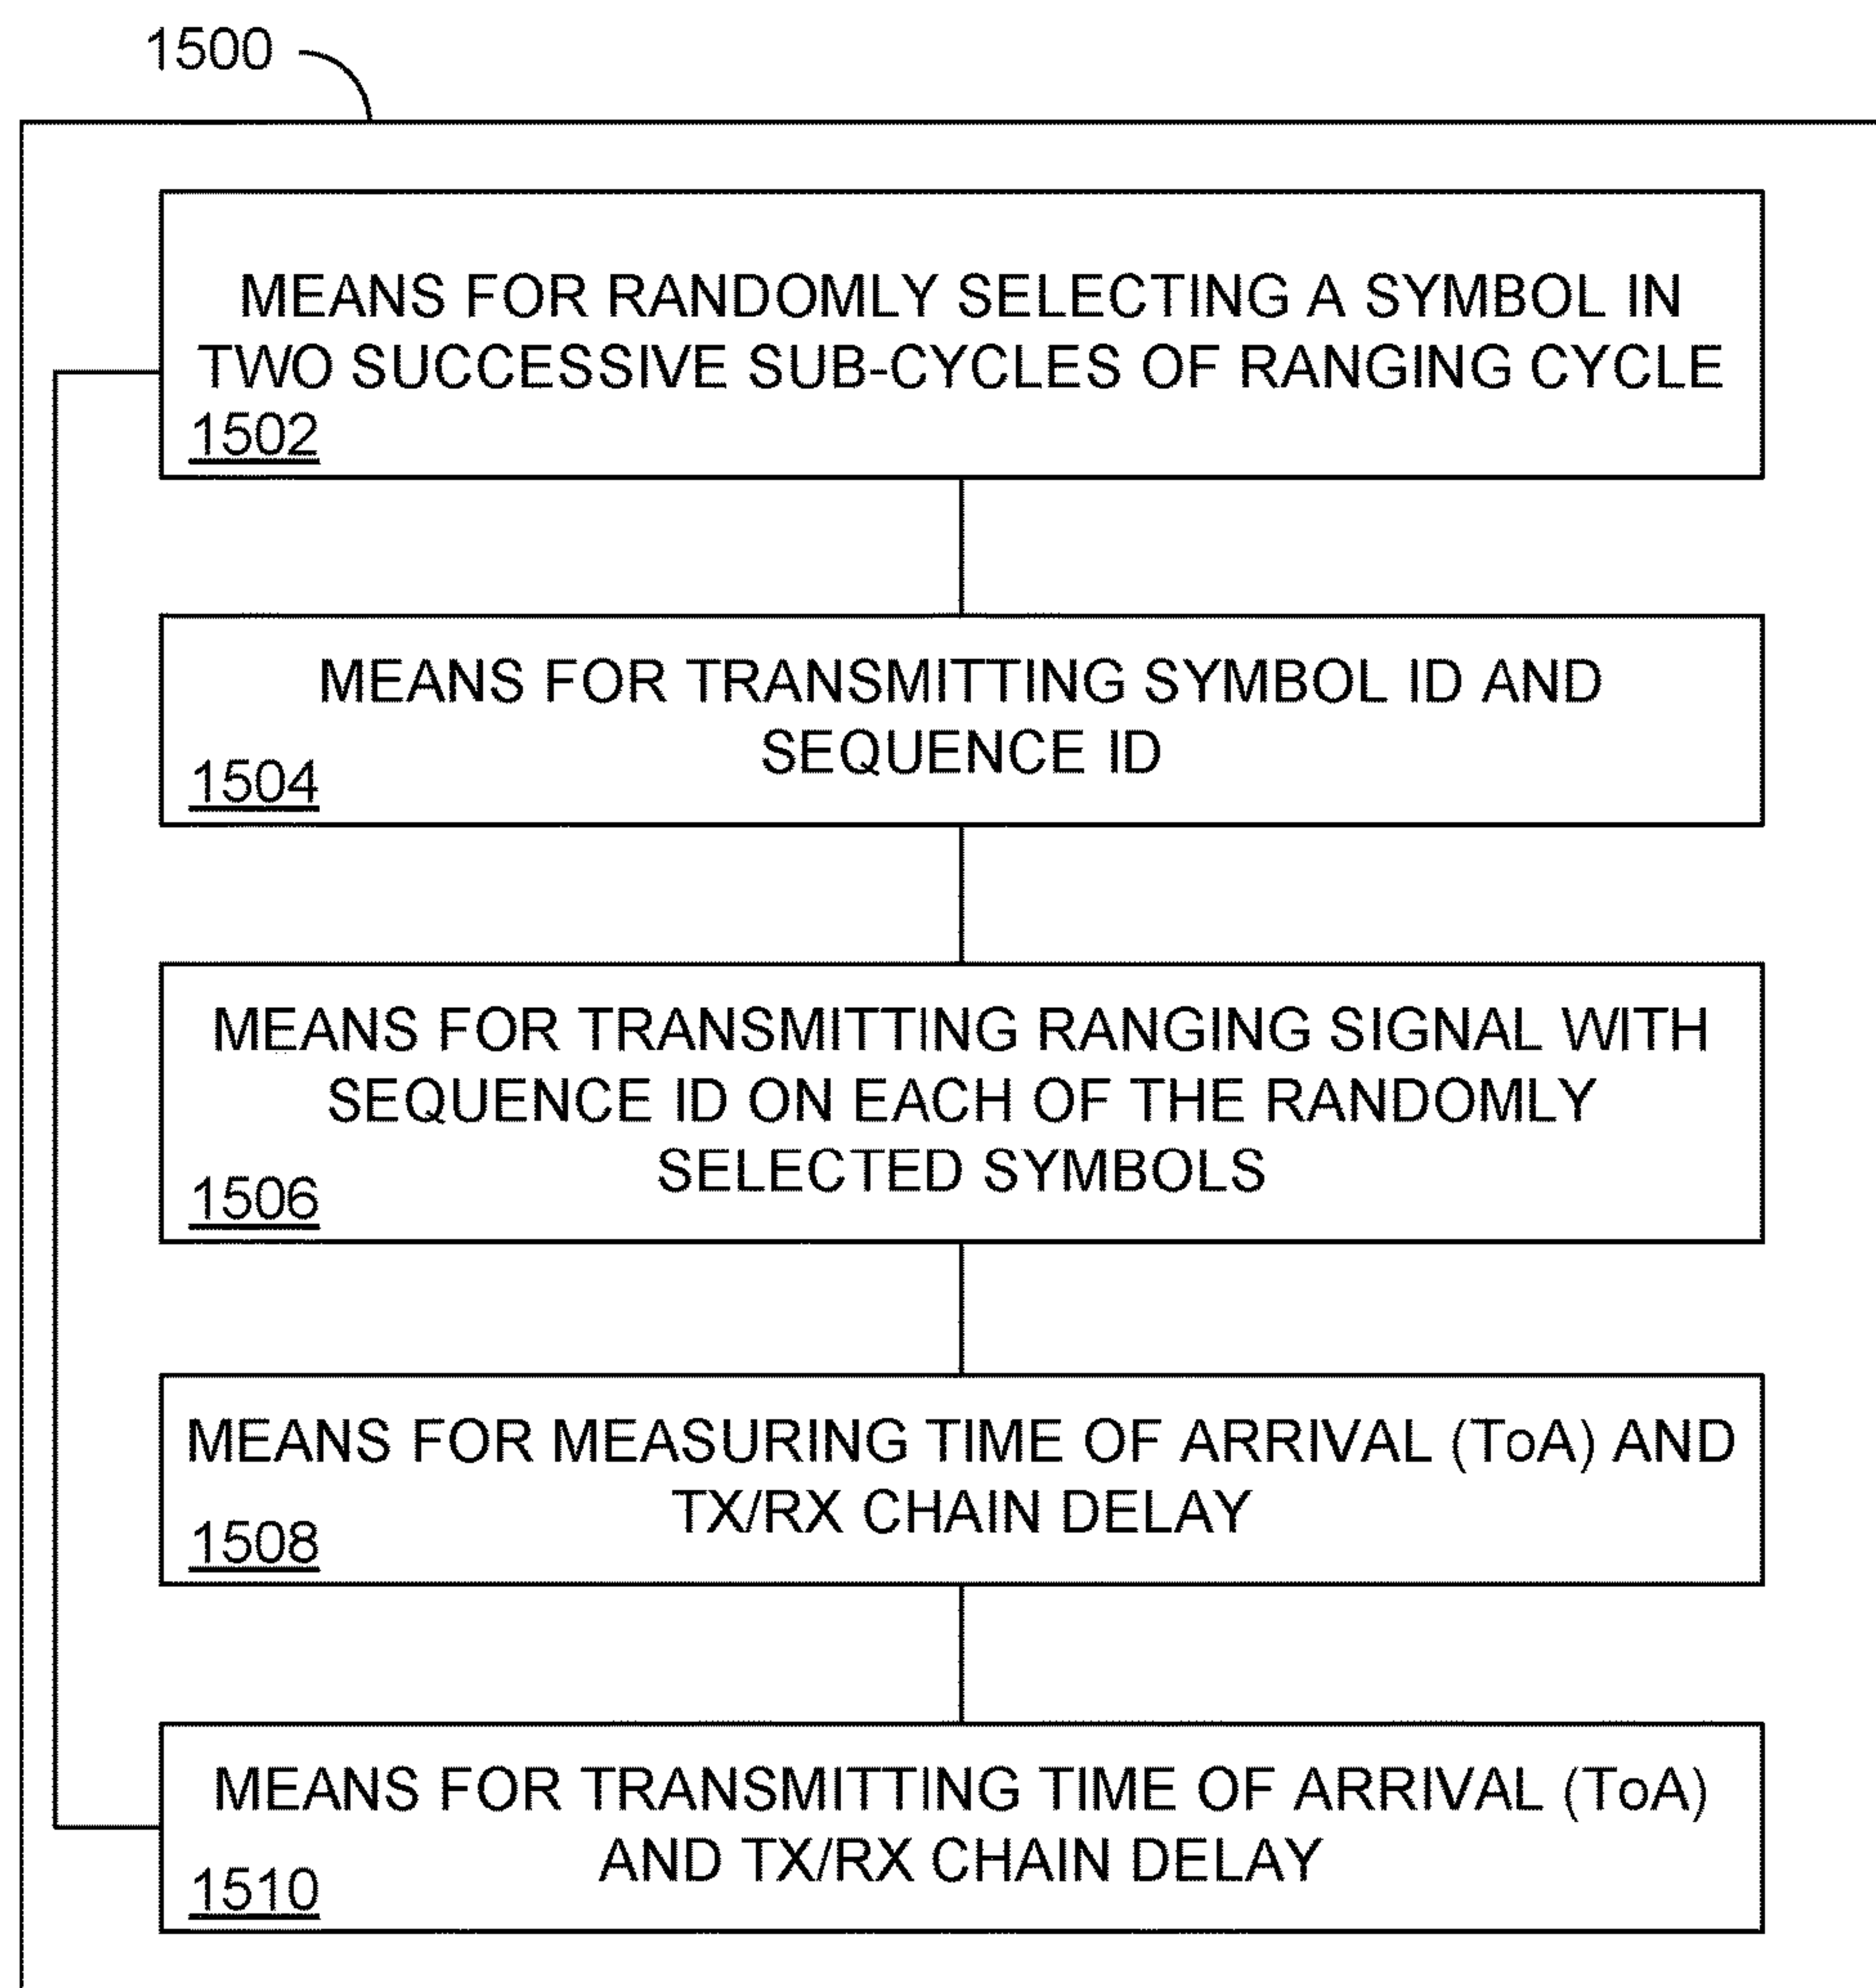 1500
MEANS FOR RANDOMLY SELECTING A SYMBOL IN
TWO SUCCESSIVE SUB-CYCLES OF RANGING CYCLE
1502
MEANS FOR TRANSMITTING SYMBOL ID AND
SEQUENCE ID
1504
MEANS FOR TRANSMITTING RANGING SIGNAL WITH
SEQUENCE ID ON EACH OF THE RANDOMLY
SELECTED SYMBOLS
1506
MEANS FOR MEASURING TIME OF ARRIVAL (ToA) AND
TX/RX CHAIN DELAY
1508
MEANS FOR TRANSMITTING TIME OF ARRIVAL (ToA)
AND TX/RX CHAIN DELAY
1510